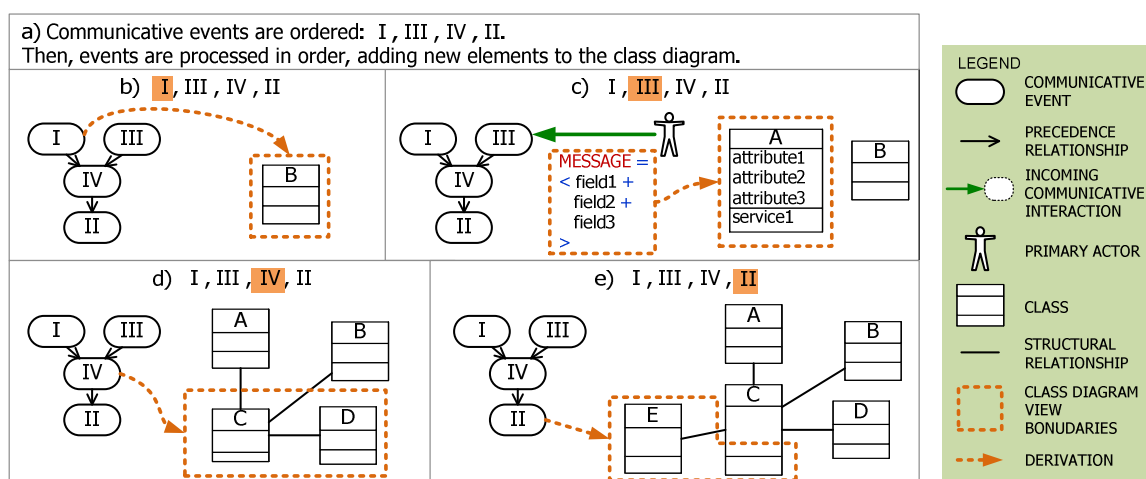 a) Communicative events are ordered: I , III , IV , II.
Then, events are processed in order, adding new elements to the class diagram.
b) I , III , IV , II
I
III
IV
II
B
c) I , III , IV , II
I
III
IV
II
MESSAGE =
< field1 +
field2 +
field3
>
A
attribute1
attribute2
attribute3
service1
B
d) I , III , IV , II
I
III
IV
II
A
B
C
D
e) I , III , IV , II
I
III
IV
II
A
B
C
D
E
LEGEND
COMMUNICATIVE
EVENT
PRECEDENCE
RELATIONSHIP
INCOMING
COMMUNICATIVE
INTERACTION
PRIMARY ACTOR
CLASS
STRUCTURAL
RELATIONSHIP
CLASS DIAGRAM
VIEW
BONUDARIES
DERIVATION